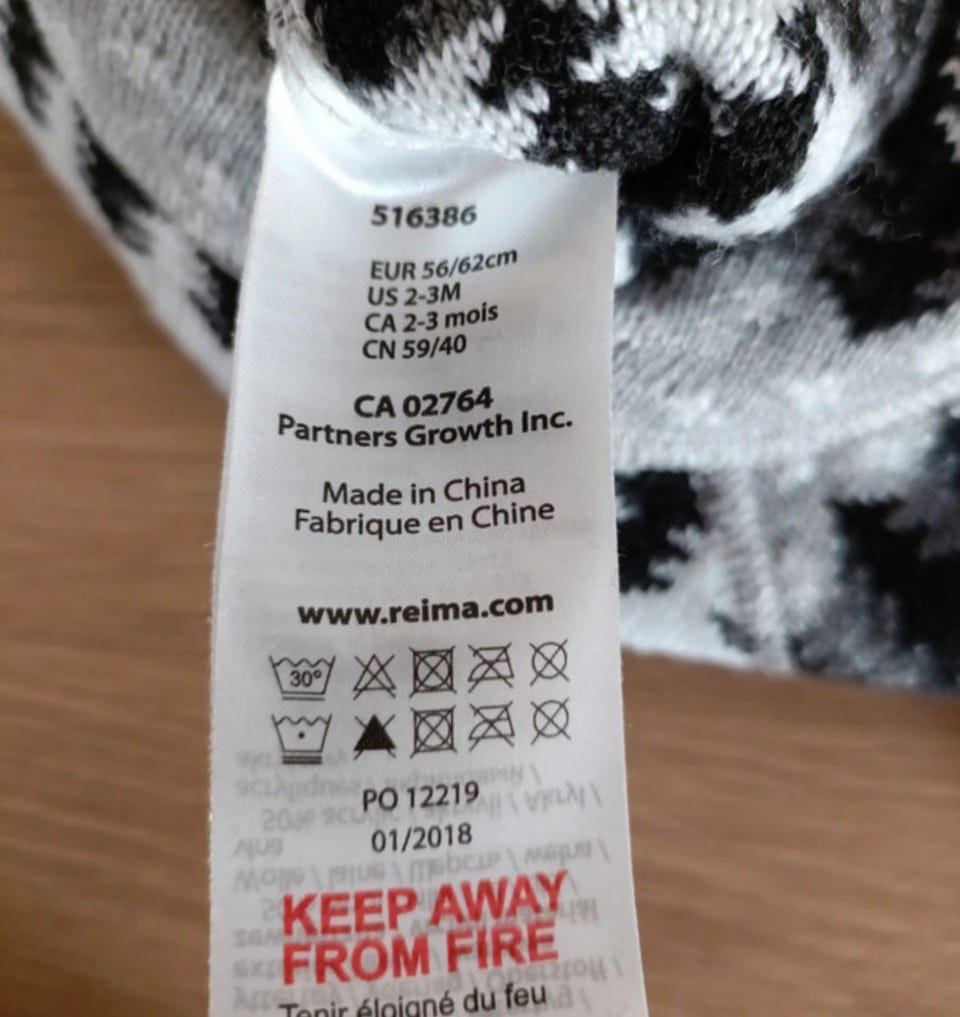 516386
EUR 56/62cm
US 2-3M
CA 2-3 mois
CN 59/40
CA 02764
Partners Growth Inc.
Made in China
Fabrique en Chine
www.reima.com
30°
PO 12219
01/2018
KEEP AWAY
FROM FIRE
Tenir éloigné du feu